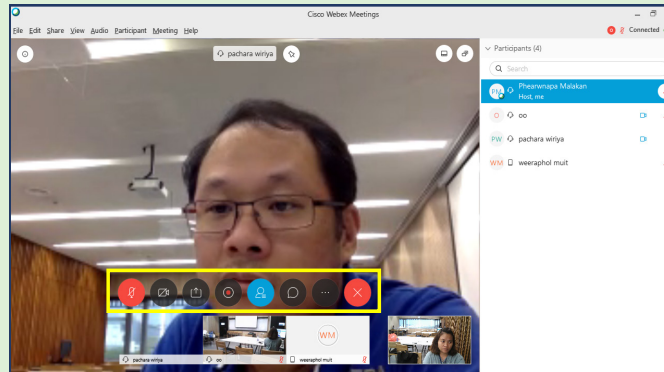 Cisco Webex Meetings
File Edit Share View Audio Participant Meeting Help
Connected
pachara wiriya
Participants (4)
Search
PM Phearwnapa Malakan
Host, me
O oo
PW pachara wiriya
WM weeraphol muit
WM
pachara wiriya
oo
weeraphol muit